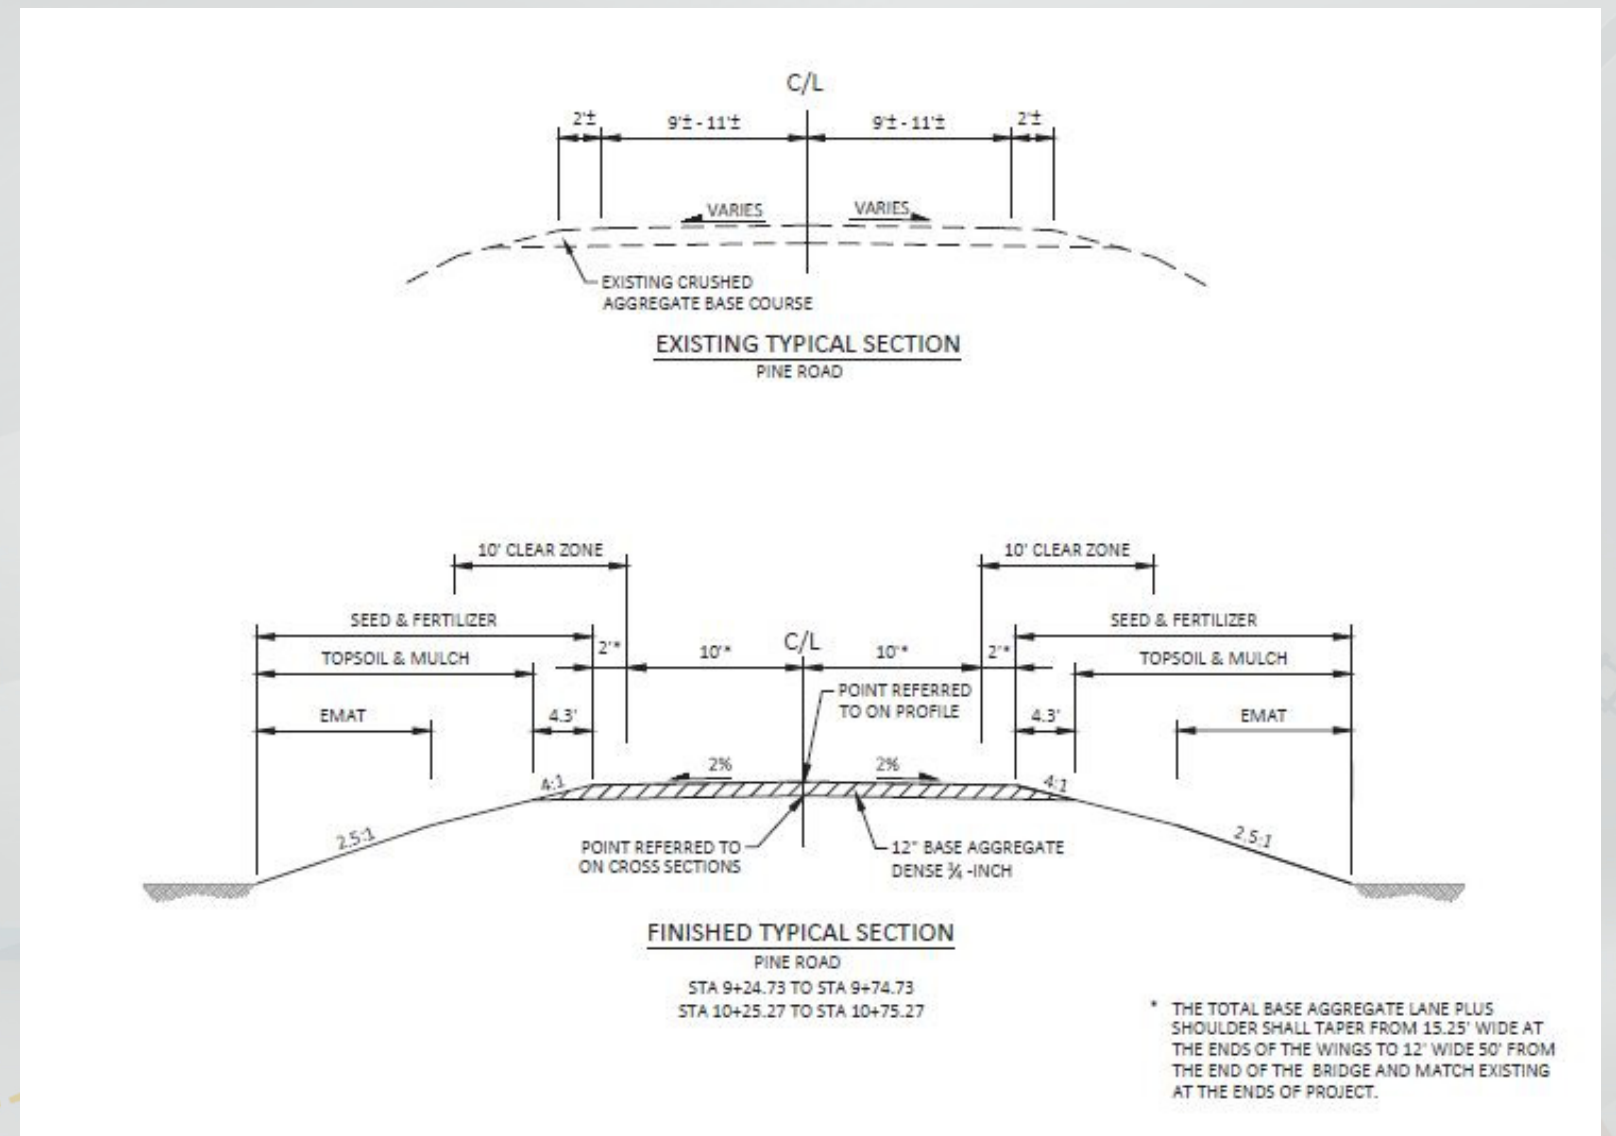 C/L
2'± 9'± - 11'± 9'± - 11'± 2'±
VARIES VARIES
EXISTING CRUSHED
AGGREGATE BASE COURSE
EXISTING TYPICAL SECTION
PINE ROAD
10' CLEAR ZONE 10' CLEAR ZONE
SEED & FERTILIZER SEED & FERTILIZER
2'* 10'* C/L 10'* 2'*
TOPSOIL & MULCH TOPSOIL & MULCH
POINT REFERRED
TO ON PROFILE
EMAT 4.3' 4.3' EMAT
4:1 2% 2% 4:1
2.5:1 2.5:1
POINT REFERRED TO
ON CROSS SECTIONS
12" BASE AGGREGATE
DENSE ¾ -INCH
FINISHED TYPICAL SECTION
PINE ROAD
STA 9+24.73 TO STA 9+74.73
STA 10+25.27 TO STA 10+75.27
* THE TOTAL BASE AGGREGATE LANE PLUS
SHOULDER SHALL TAPER FROM 15.25' WIDE AT
THE ENDS OF THE WINGS TO 12' WIDE 50' FROM
THE END OF THE BRIDGE AND MATCH EXISTING
AT THE ENDS OF PROJECT.